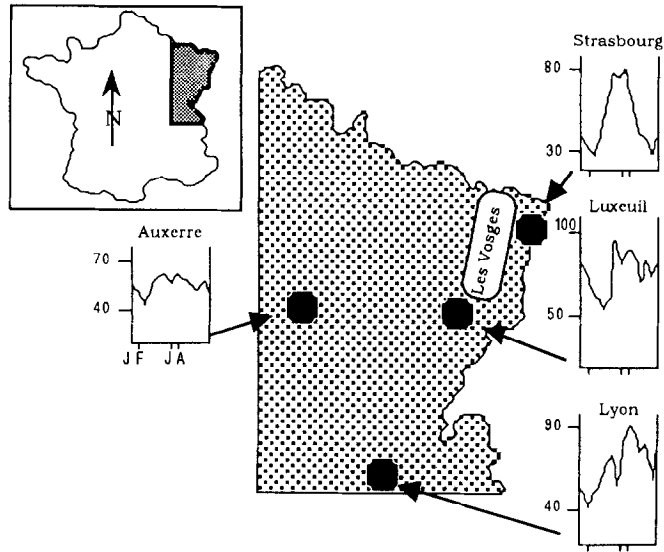 N
Strasbourg
80
30
Les Vosges
Luxeuil
100
50
Auxerre
70
40
J F J A
Lyon
90
40